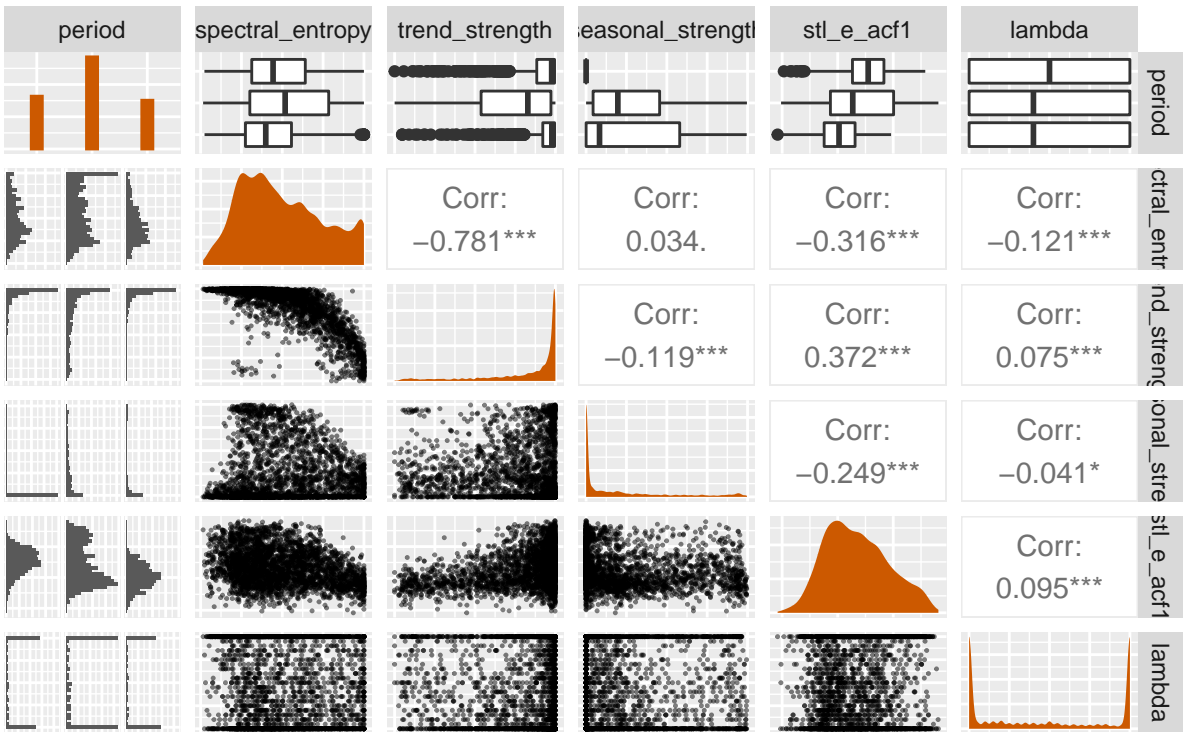 period
spectral_entropy
trend_strength
easonal_strengt
stl_e_acf1
lambda
period
Corr:
−0.781***
Corr:
0.034.
Corr:
−0.316***
Corr:
−0.121***
ctral_entr
Corr:
−0.119***
Corr:
0.372***
Corr:
0.075***
nd_streng
Corr:
−0.249***
Corr:
−0.041*
sonal_stre
Corr:
0.095***
stl_e_acf1
lambda